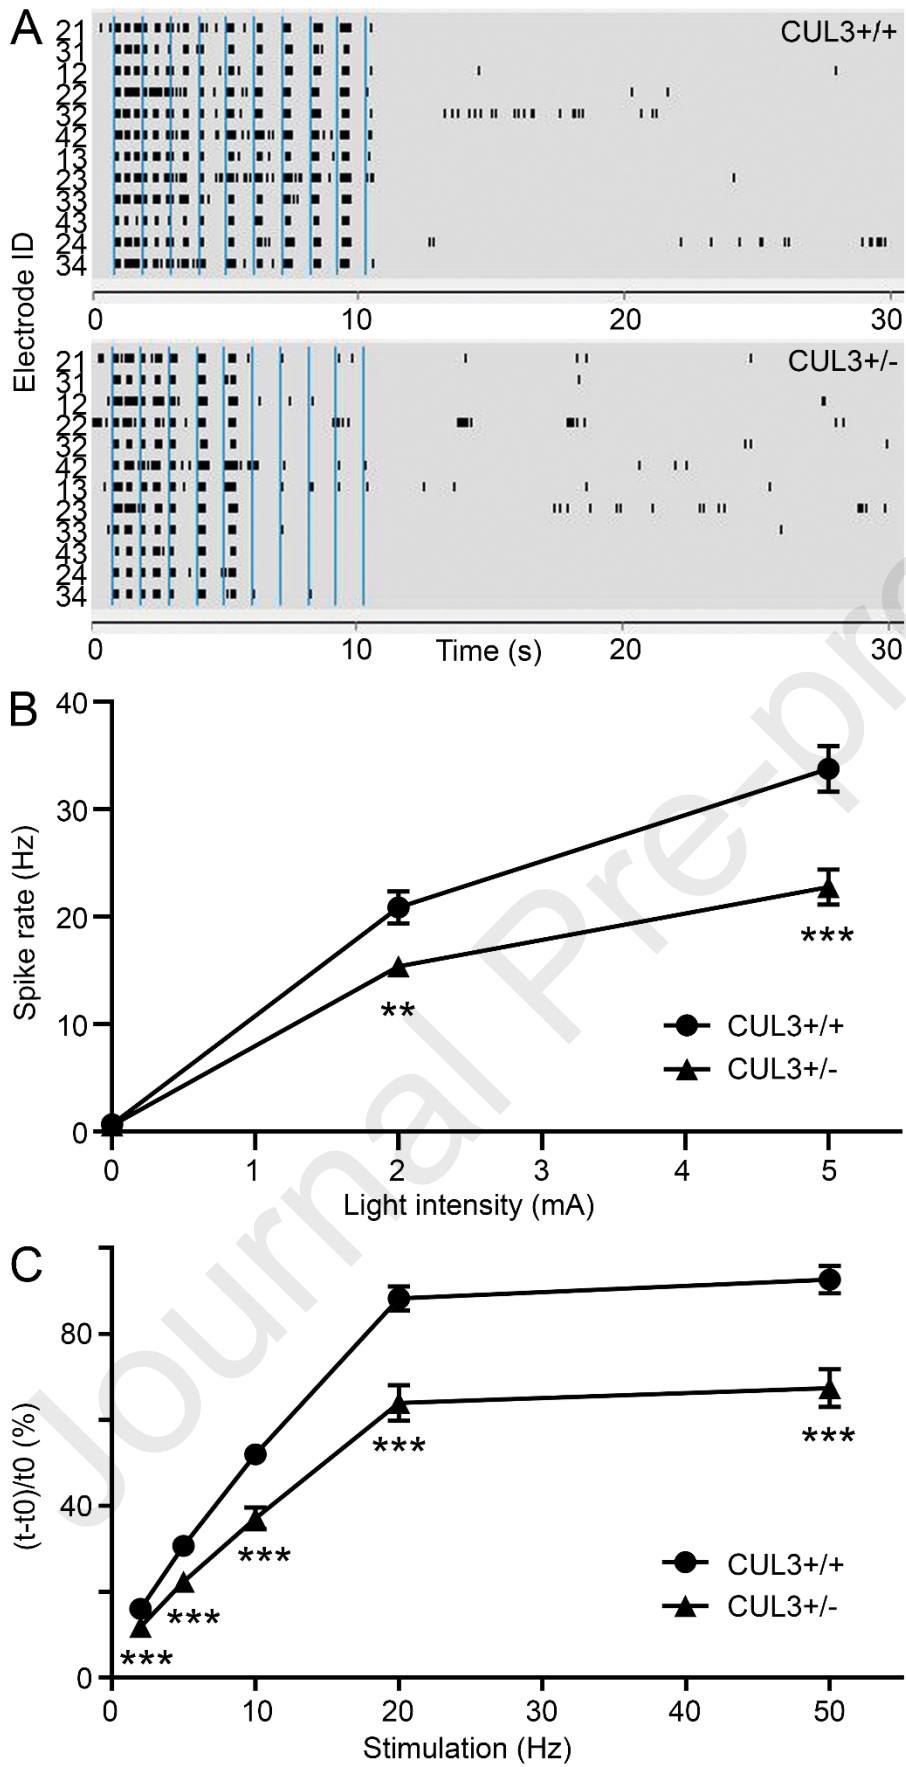 A
CUL3+/+
Electrode ID
21
31
12
22
32
42
13
23
33
43
24
34
0 10 20 30
CUL3+/-
21
31
12
22
32
42
13
23
33
43
24
34
0 10 20 30
Time (s)
B
40
30
20
10
0
Spike rate (Hz)
**
***
CUL3+/+
CUL3+/-
0 1 2 3 4 5
Light intensity (mA)
C
80
40
0
(t-t0)/t0 (%)
***
***
***
***
***
CUL3+/+
CUL3+/-
0 10 20 30 40 50
Stimulation (Hz)
Journal Pre-pro